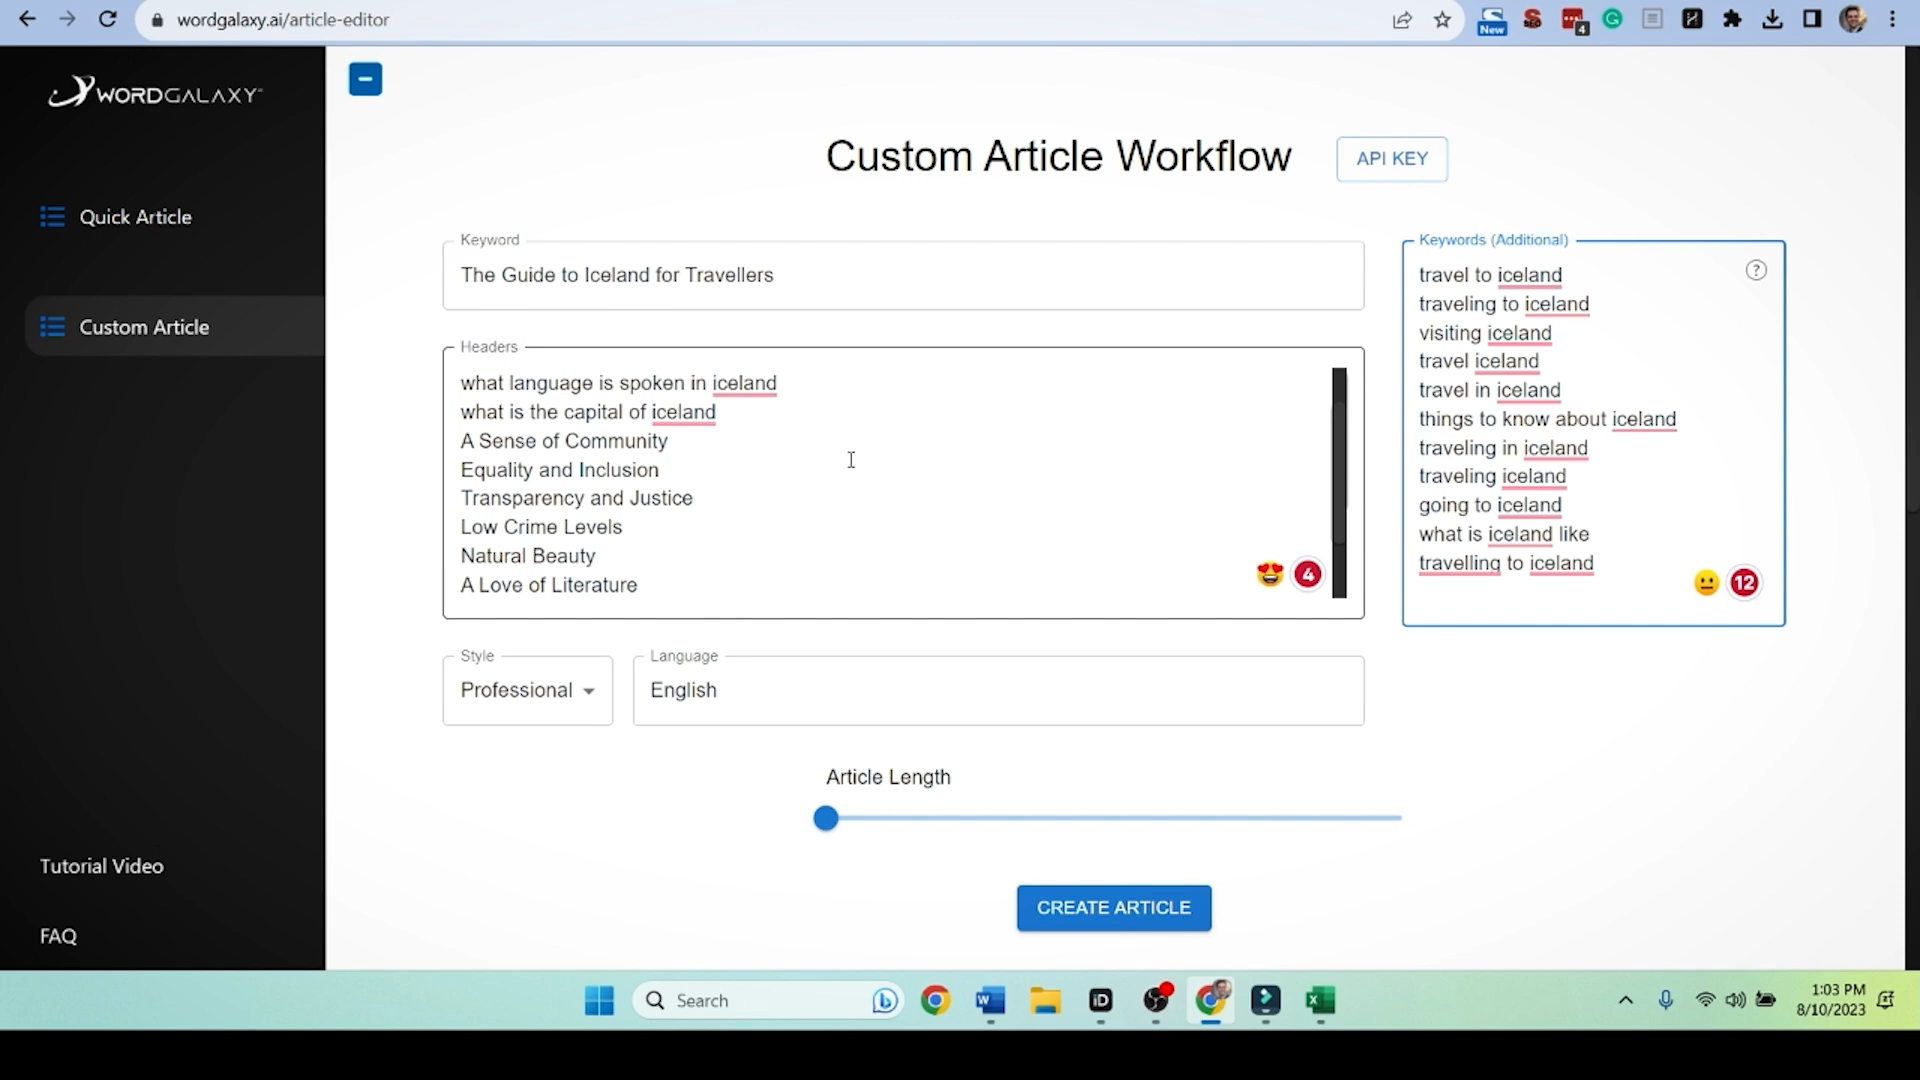 wordgalaxy.ai/article-editor
New
SEO
4
WORDGALAXY
Quick Article
Custom Article
Tutorial Video
FAQ
Custom Article Workflow
API KEY
Keyword
The Guide to Iceland for Travellers
Headers
what language is spoken in iceland
what is the capital of iceland
A Sense of Community
Equality and Inclusion
Transparency and Justice
Low Crime Levels
Natural Beauty
A Love of Literature
4
Keywords (Additional)
?
travel to iceland
traveling to iceland
visiting iceland
travel iceland
travel in iceland
things to know about iceland
traveling in iceland
traveling iceland
going to iceland
what is iceland like
travelling to iceland
12
Style
Professional
Language
English
Article Length
CREATE ARTICLE
Search
1:03 PM
8/10/2023